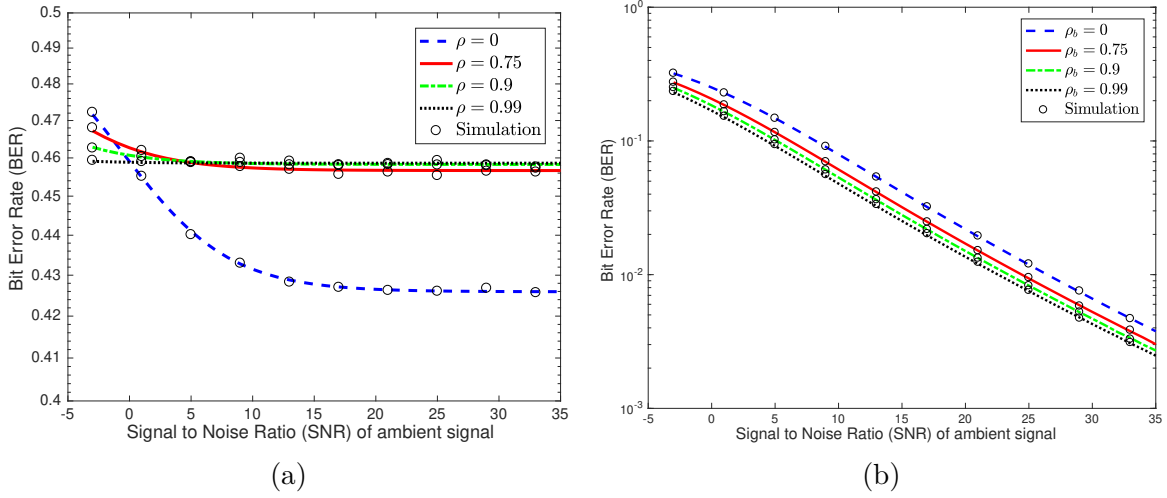 0.5
0.49
0.48
0.47
0.46
0.45
0.44
0.43
0.42
0.41
0.4
Bit Error Rate (BER)
ρ = 0
ρ = 0.75
ρ = 0.9
ρ = 0.99
Simulation
-5 0 5 10 15 20 25 30 35
Signal to Noise Ratio (SNR) of ambient signal
(a)
10^0
10^-1
10^-2
10^-3
Bit Error Rate (BER)
ρ_b = 0
ρ_b = 0.75
ρ_b = 0.9
ρ_b = 0.99
Simulation
-5 0 5 10 15 20 25 30 35
Signal to Noise Ratio (SNR) of ambient signal
(b)